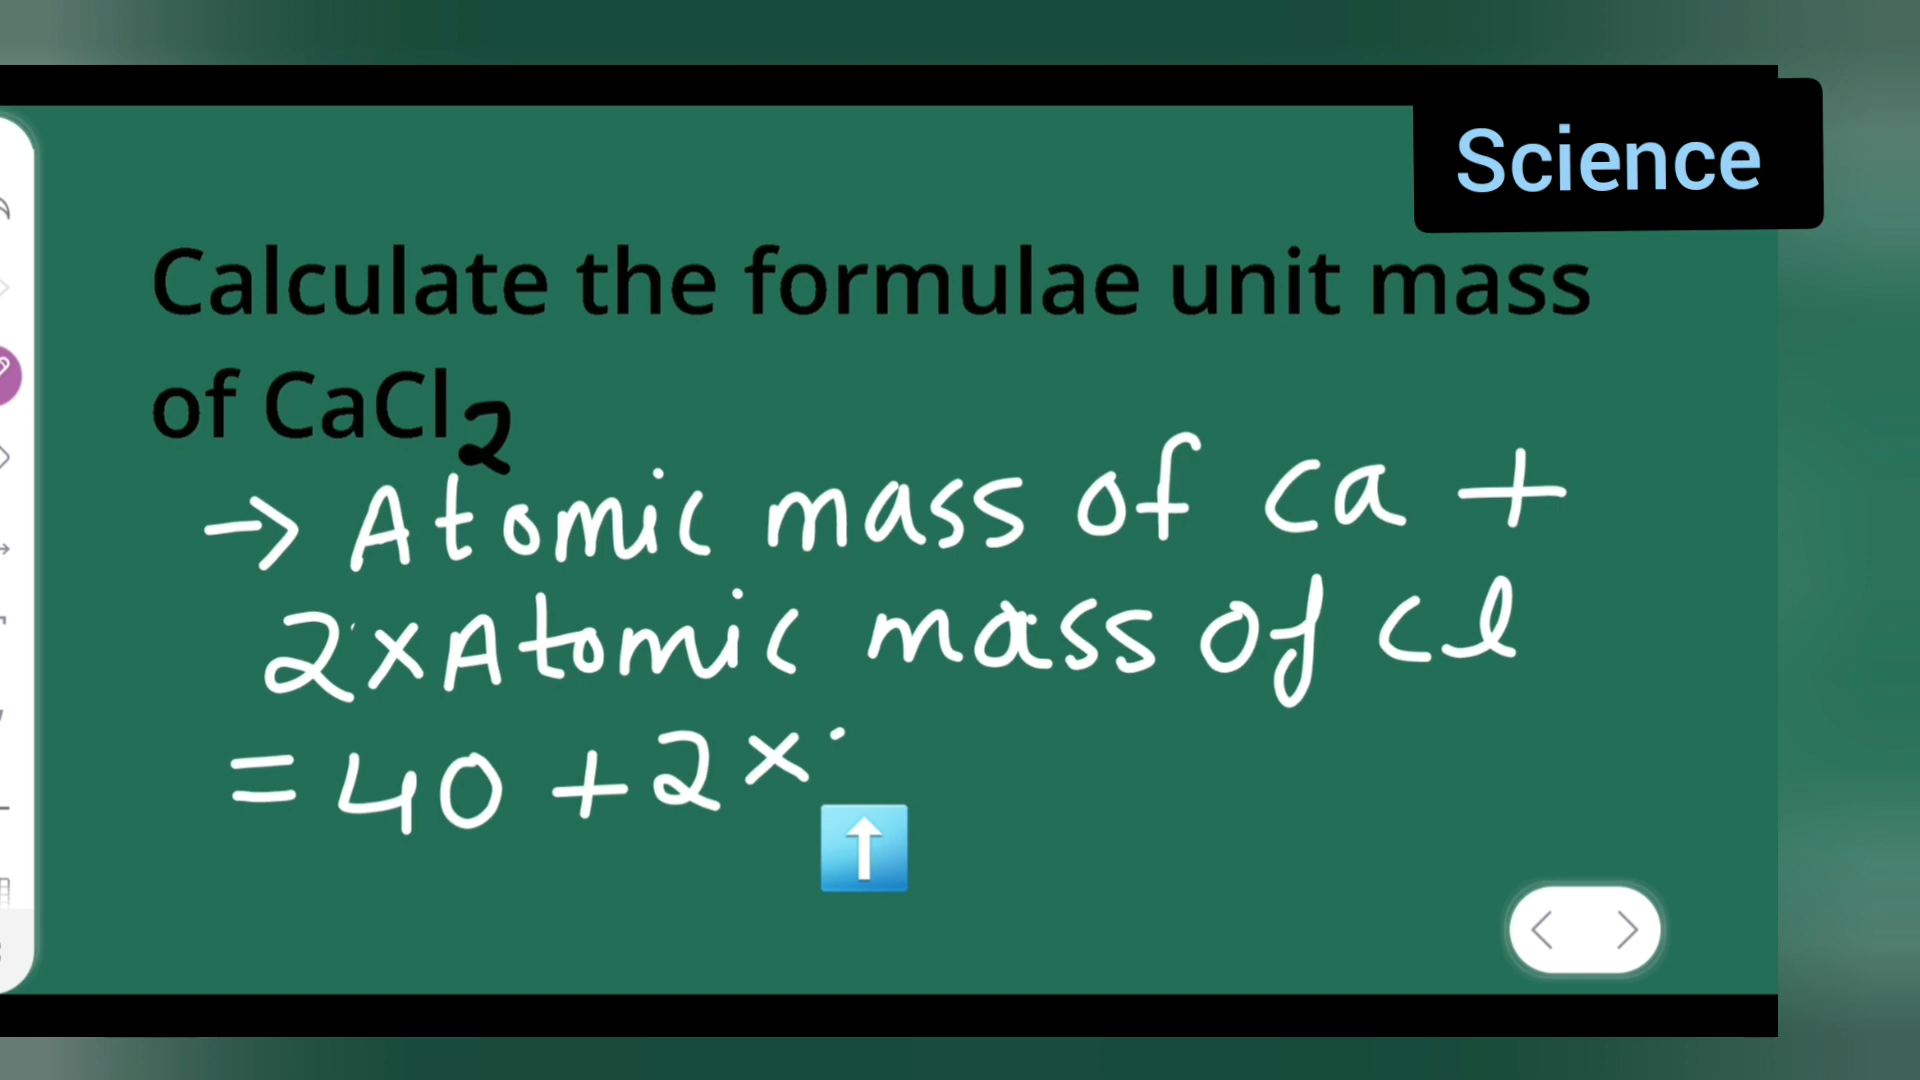 Science
Calculate the formulae unit mass
of CaCl2
→ Atomic mass of ca +
2×Atomic mass of cl
= 40 + 2×